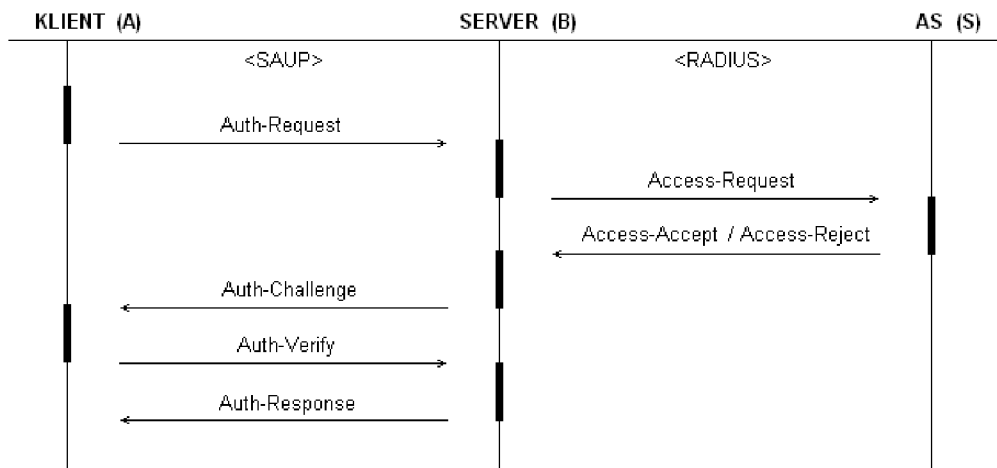 KLIENT (A) SERVER (B) AS (S)
<SAUP> <RADIUS>
Auth-Request
Access-Request
Access-Accept / Access-Reject
Auth-Challenge
Auth-Verify
Auth-Response